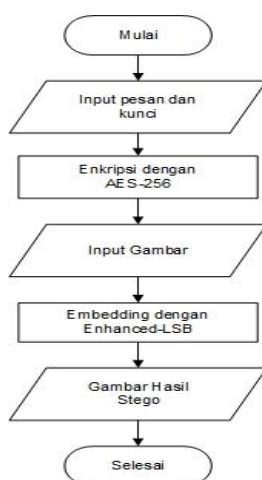 Mulai
Input pesan dan
kunci
Enkripsi dengan
AES-256
Input Gambar
Embedding dengan
Enhanced-LSB
Gambar Hasil
Stego
Selesai